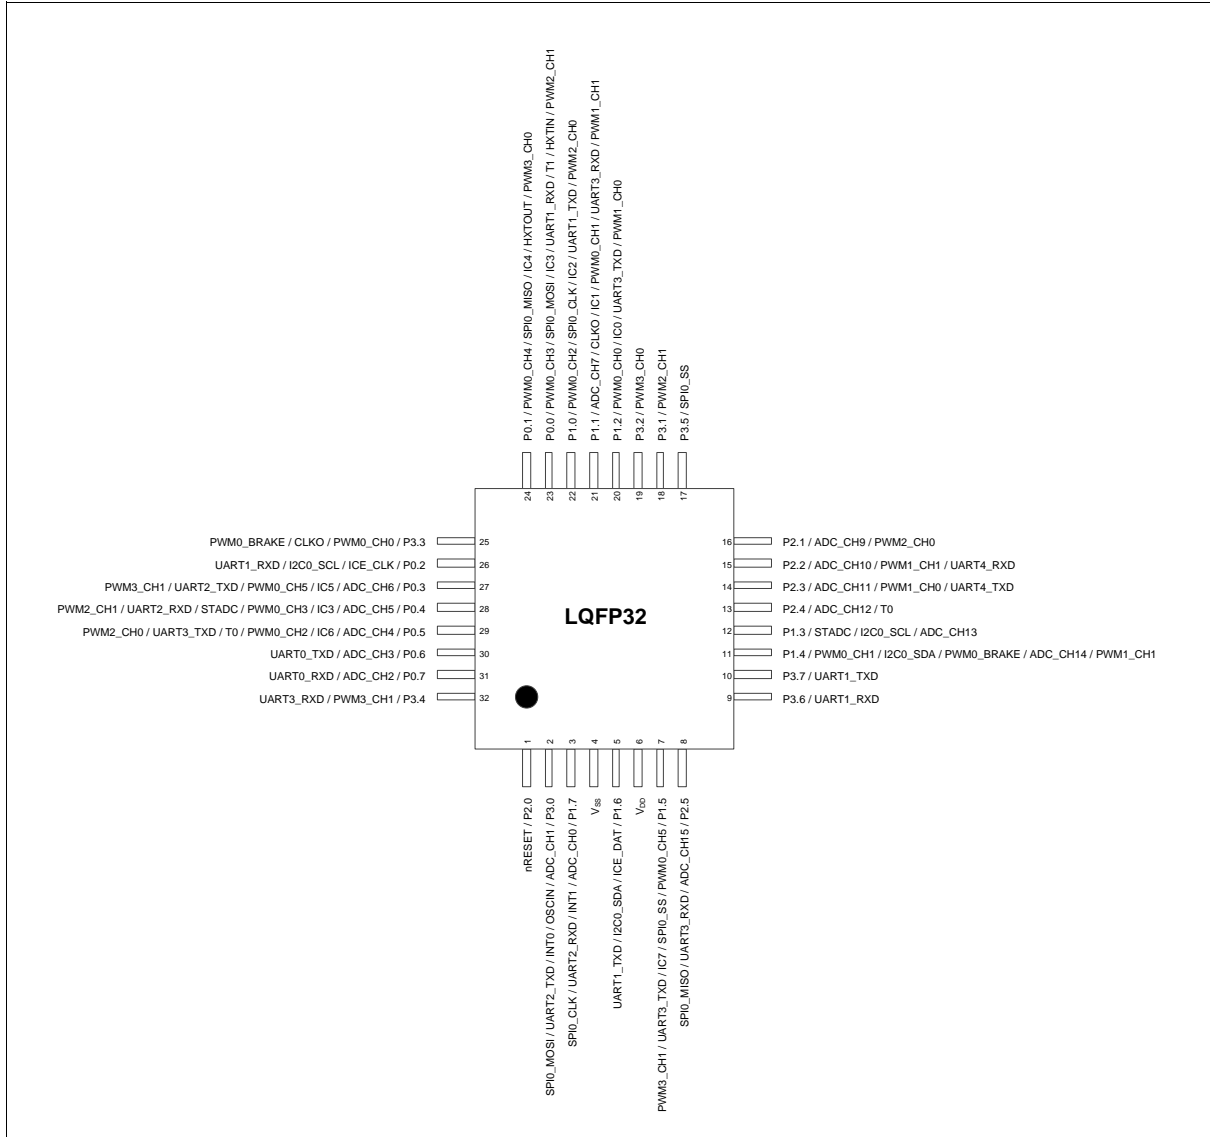 P0.1 / PWM0_CH4 / SPI0_MISO / IC4 / HXTOUT / PWM3_CH0
P0.0 / PWM0_CH3 / SPI0_MOSI / IC3 / UART1_RXD / T1 / HXTIN / PWM2_CH1
P1.0 / PWM0_CH2 / SPI0_CLK / IC2 / UART1_TXD / PWM2_CH0
P1.1 / ADC_CH7 / CLKO / IC1 / PWM0_CH1 / UART3_RXD / PWM1_CH1
P1.2 / PWM0_CH0 / IC0 / UART3_TXD / PWM1_CH0
P3.2 / PWM3_CH0
P3.1 / PWM2_CH1
P3.5 / SPI0_SS
24
23
22
21
20
19
18
17
PWM0_BRAKE / CLKO / PWM0_CH0 / P3.3
25
UART1_RXD / I2C0_SCL / ICE_CLK / P0.2
26
PWM3_CH1 / UART2_TXD / PWM0_CH5 / IC5 / ADC_CH6 / P0.3
27
PWM2_CH1 / UART2_RXD / STADC / PWM0_CH3 / IC3 / ADC_CH5 / P0.4
28
PWM2_CH0 / UART3_TXD / T0 / PWM0_CH2 / IC6 / ADC_CH4 / P0.5
29
UART0_TXD / ADC_CH3 / P0.6
30
UART0_RXD / ADC_CH2 / P0.7
31
UART3_RXD / PWM3_CH1 / P3.4
32
LQFP32
16
P2.1 / ADC_CH9 / PWM2_CH0
15
P2.2 / ADC_CH10 / PWM1_CH1 / UART4_RXD
14
P2.3 / ADC_CH11 / PWM1_CH0 / UART4_TXD
13
P2.4 / ADC_CH12 / T0
12
P1.3 / STADC / I2C0_SCL / ADC_CH13
11
P1.4 / PWM0_CH1 / I2C0_SDA / PWM0_BRAKE / ADC_CH14 / PWM1_CH1
10
P3.7 / UART1_TXD
9
P3.6 / UART1_RXD
1
2
3
4
5
6
7
8
nRESET / P2.0
SPI0_MOSI / UART2_TXD / INT0 / OSCIN / ADC_CH1 / P3.0
SPI0_CLK / UART2_RXD / INT1 / ADC_CH0 / P1.7
VSS
UART1_TXD / I2C0_SDA / ICE_DAT / P1.6
VDD
PWM3_CH1 / UART3_TXD / IC7 / SPI0_SS / PWM0_CH5 / P1.5
SPI0_MISO / UART3_RXD / ADC_CH15 / P2.5